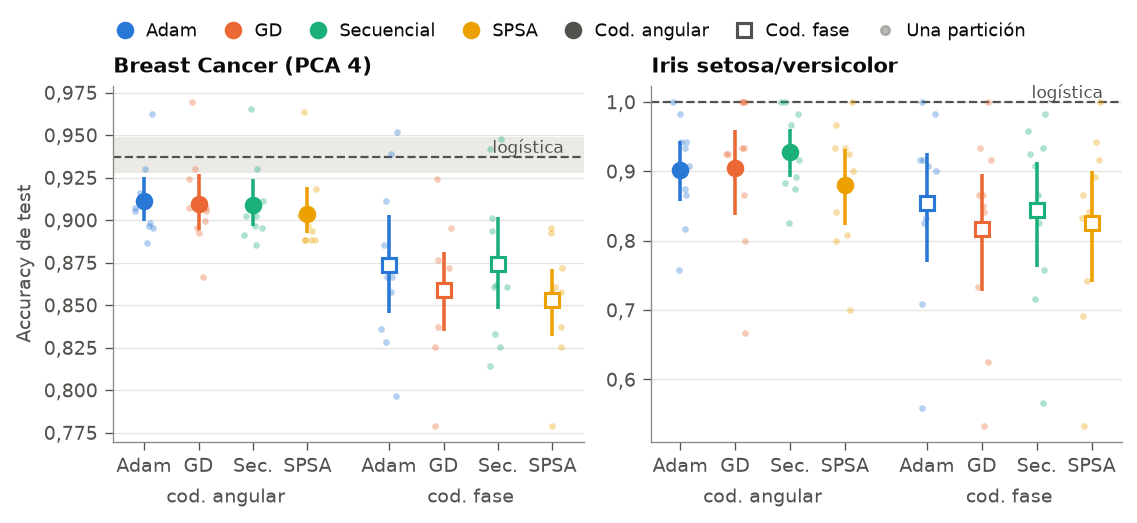 Adam GD Secuencial SPSA Cod. angular Cod. fase Una partición
Breast Cancer (PCA 4)
Accuracy de test
0,975
0,950
0,925
0,900
0,875
0,850
0,825
0,800
0,775
logística
Adam GD Sec. SPSA Adam GD Sec. SPSA
cod. angular cod. fase
Iris setosa/versicolor
1,0
0,9
0,8
0,7
0,6
logística
Adam GD Sec. SPSA Adam GD Sec. SPSA
cod. angular cod. fase